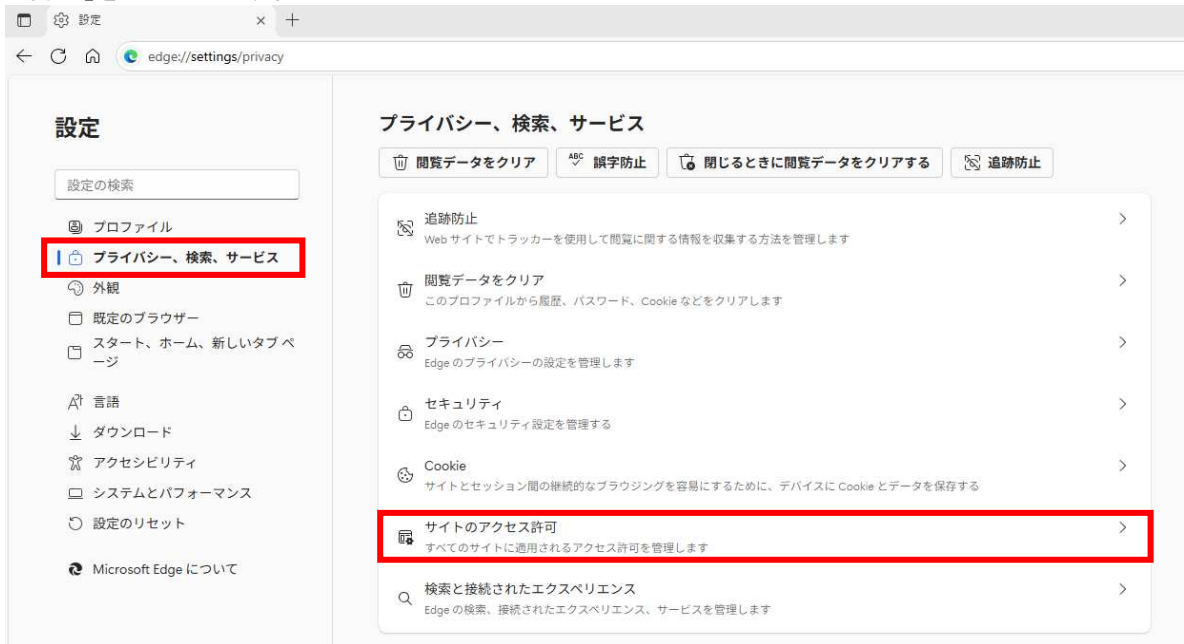 設定
edge://settings/privacy
設定
設定の検索
プロファイル
プライバシー、検索、サービス
外観
既定のブラウザー
スタート、ホーム、新しいタブ ペ
ージ
言語
ダウンロード
アクセシビリティ
システムとパフォーマンス
設定のリセット
Microsoft Edge について
プライバシー、検索、サービス
閲覧データをクリア ABC 誤字防止 閉じるときに閲覧データをクリアする 追跡防止
追跡防止
Web サイトでトラッカーを使用して閲覧に関する情報を収集する方法を管理します
閲覧データをクリア
このプロファイルから履歴、パスワード、Cookie などをクリアします
プライバシー
Edge のプライバシーの設定を管理します
セキュリティ
Edge のセキュリティ設定を管理する
Cookie
サイトとセッション間の継続的なブラウジングを容易にするために、デバイスに Cookie とデータを保存する
サイトのアクセス許可
すべてのサイトに適用されるアクセス許可を管理します
検索と接続されたエクスペリエンス
Edge の検索、接続されたエクスペリエンス、サービスを管理します